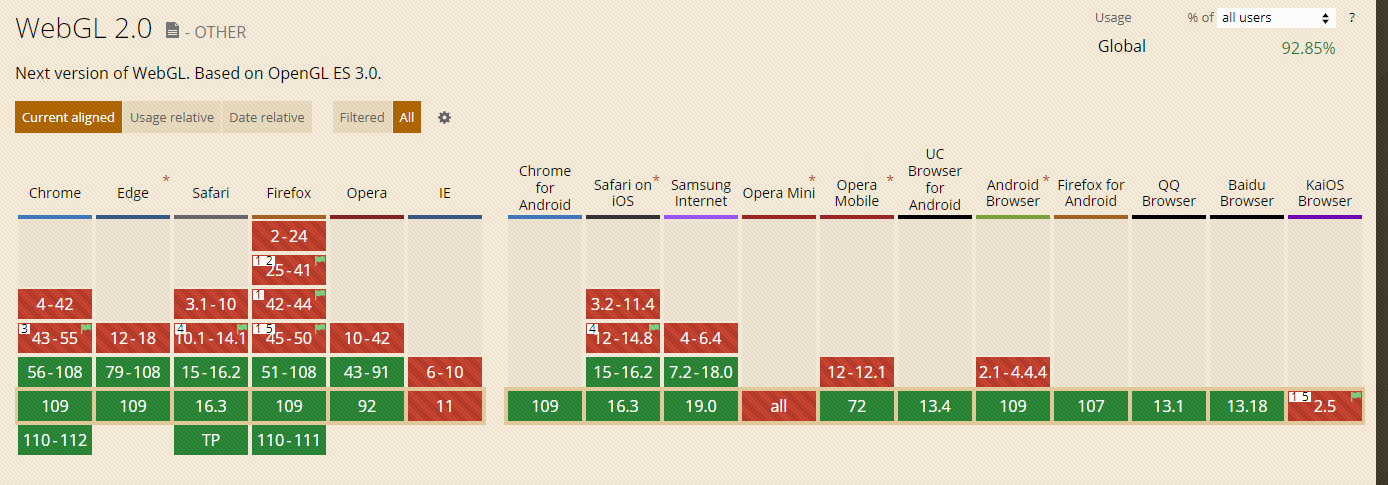 WebGL 2.0 - OTHER
Usage % of all users ?
Global 92.85%
Next version of WebGL. Based on OpenGL ES 3.0.
Current aligned Usage relative Date relative Filtered All
Chrome Edge * Safari Firefox Opera IE
Chrome for Android Safari on iOS * Samsung Internet Opera Mini * Opera Mobile * UC Browser for Android Android Browser * Firefox for Android QQ Browser Baidu Browser KaiOS Browser
2-24
1 2 25-41
4-42 3.1-10 1 42-44 3.2-11.4
3 43-55 12-18 4 10.1-14.1 1 5 45-50 10-42 4 12-14.8 4-6.4
56-108 79-108 15-16.2 51-108 43-91 6-10 15-16.2 7.2-18.0 12-12.1 2.1-4.4.4
109 109 16.3 109 92 11 109 16.3 19.0 all 72 13.4 109 107 13.1 13.18 1 5 2.5
110-112 TP 110-111